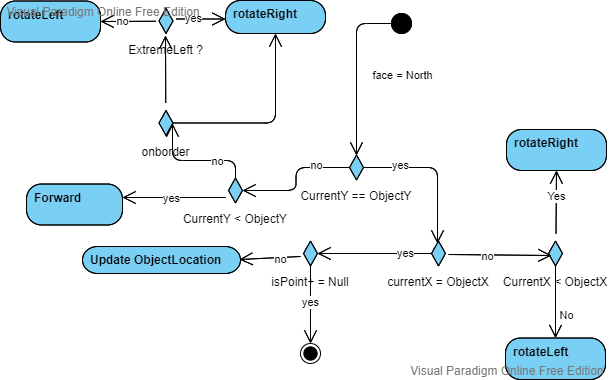 Visual Paradigm Online Free Edition
rotateLeft
no
yes
rotateRight
ExtremeLeft ?
face = North
onborder
rotateRight
no
no
yes
Forward
yes
CurrentY == ObjectY
Yes
CurrentY < ObjectY
Update ObjectLocation
no
yes
no
isPoint+ = Null
currentX = ObjectX
CurrentX < ObjectX
yes
No
rotateLeft
Visual Paradigm Online Free Edition